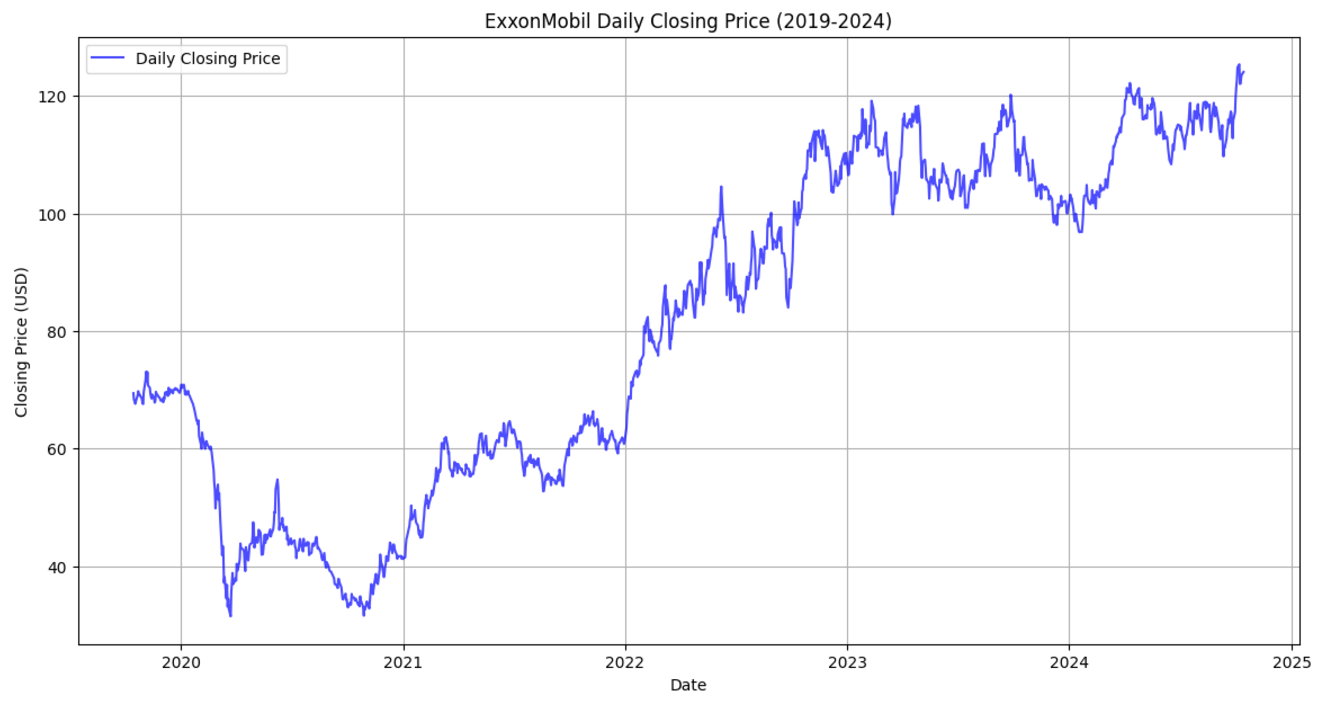 ExxonMobil Daily Closing Price (2019-2024)
Daily Closing Price
Closing Price (USD)
120
100
80
60
40
2020 2021 2022 2023 2024 2025
Date